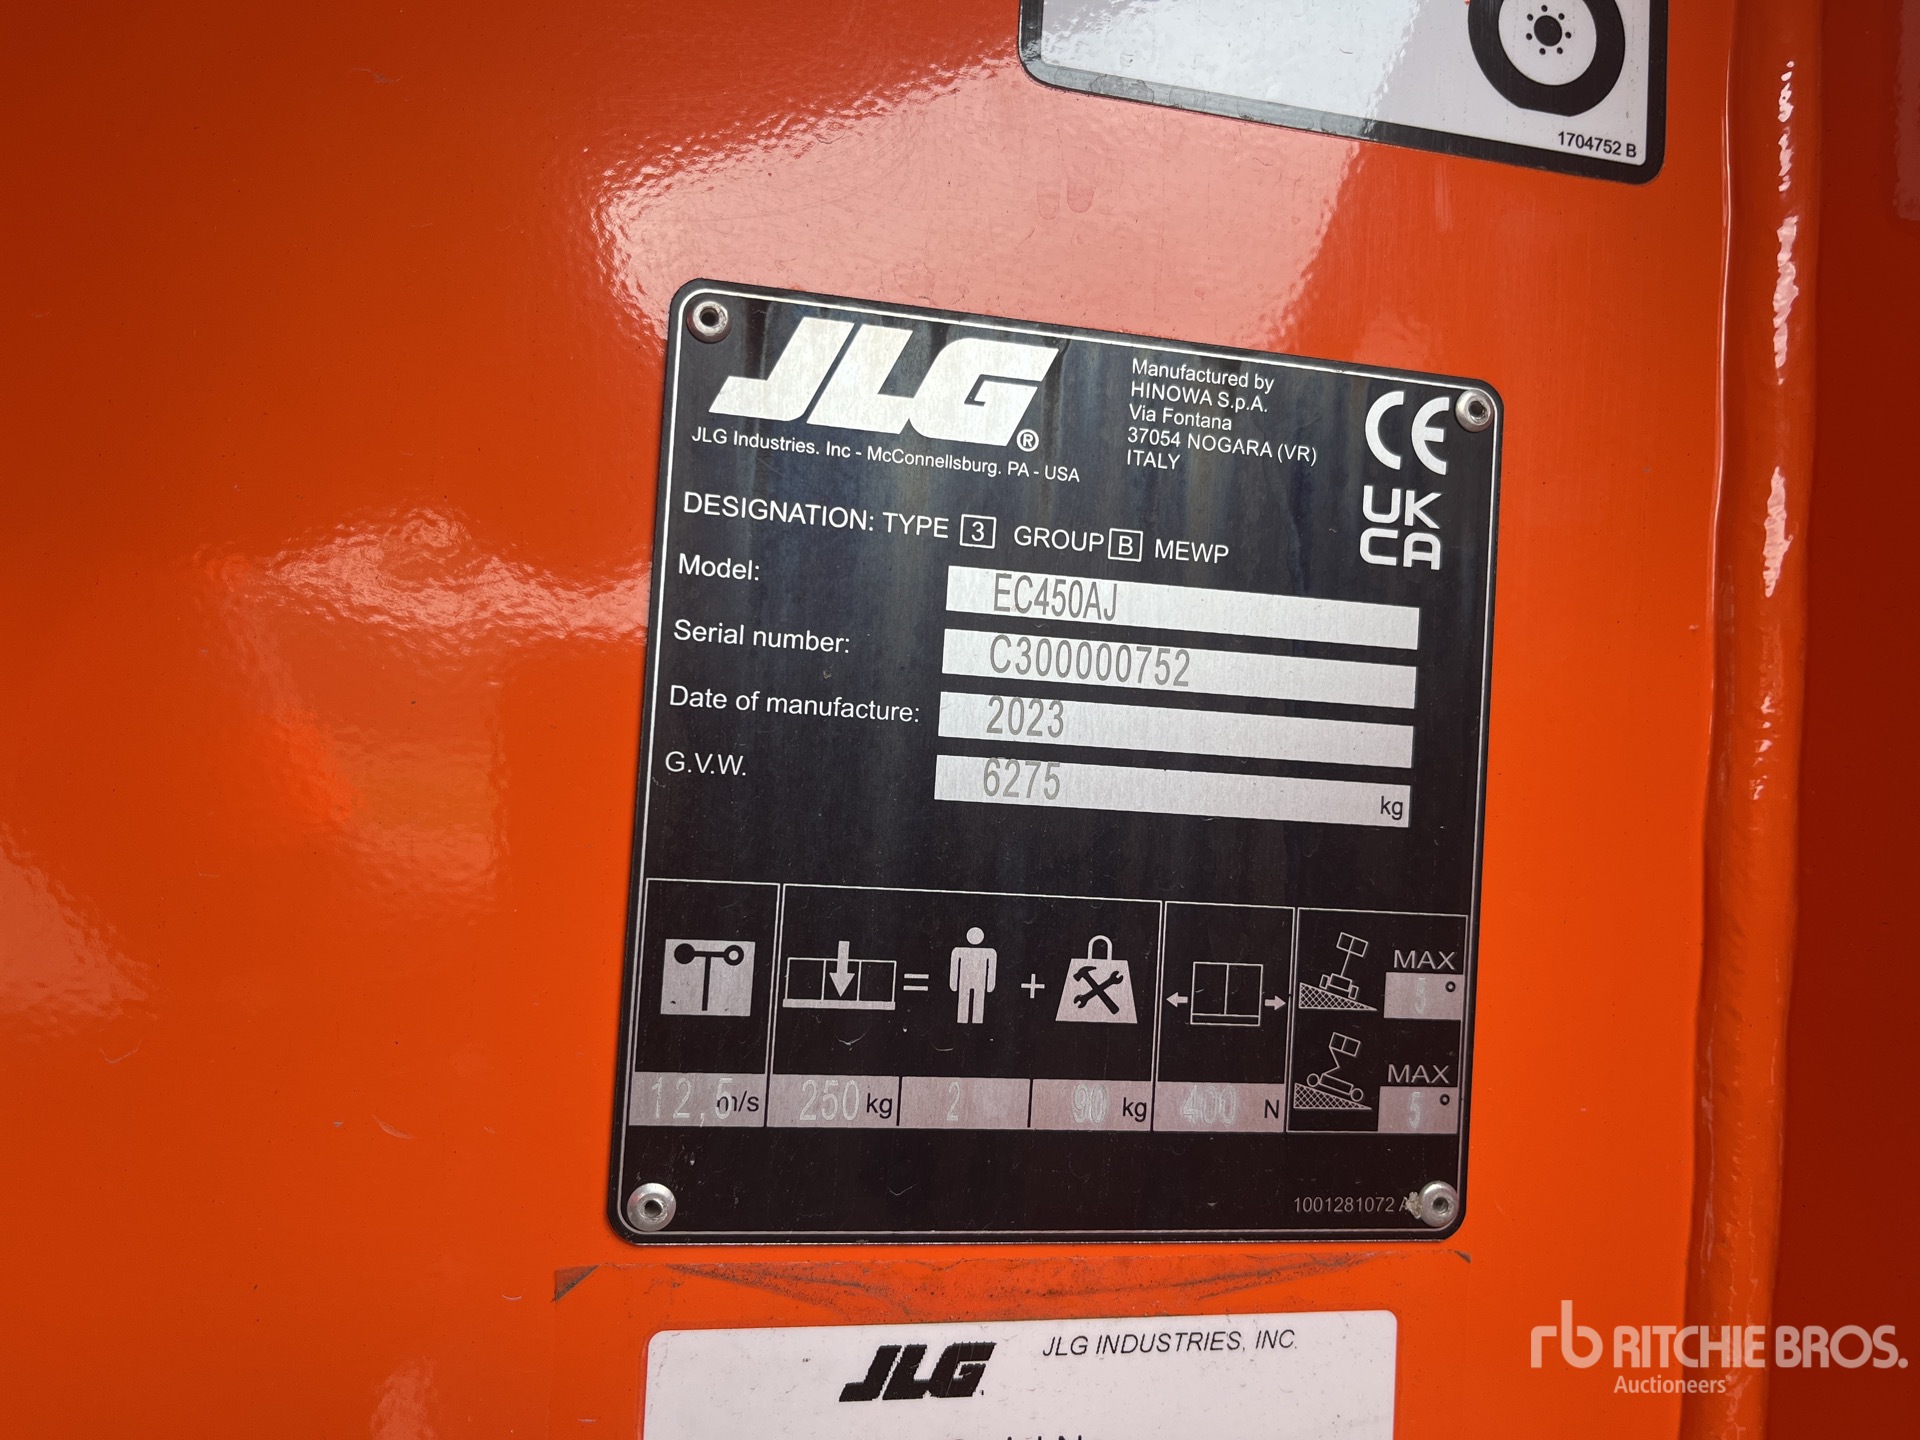 1704752 B
JLG®
JLG Industries. Inc - McConnellsburg. PA - USA
Manufactured by
HINOWA S.p.A.
Via Fontana
37054 NOGARA (VR)
ITALY
CE
UK
CA
DESIGNATION: TYPE 3 GROUP B MEWP
Model: EC450AJ
Serial number: C300000752
Date of manufacture: 2023
G.V.W. 6275 kg
= +
MAX
5°
MAX
5°
12,5 m/s 250 kg 2 90 kg 400 N
1001281072 A
JLG JLG INDUSTRIES, INC.
rb RITCHIE BROS.
Auctioneers